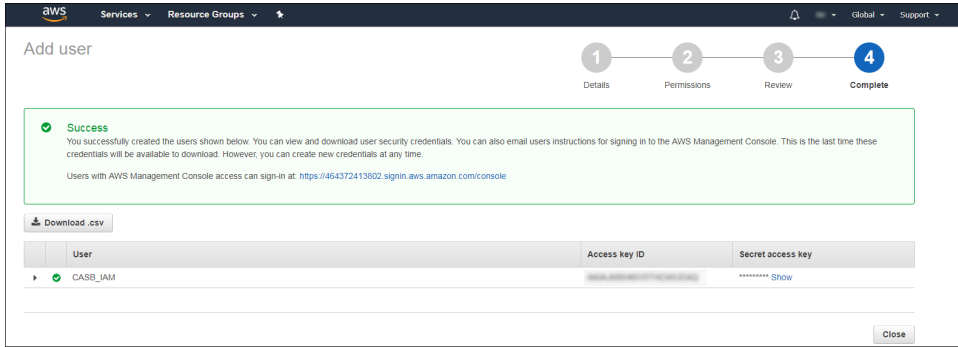 aws Services Resource Groups Global Support
Add user
1 2 3 4
Details Permissions Review Complete
Success
You successfully created the users shown below. You can view and download user security credentials. You can also email users instructions for signing in to the AWS Management Console. This is the last time these
credentials will be available to download. However, you can create new credentials at any time.
Users with AWS Management Console access can sign-in at: https://464372413802.signin.aws.amazon.com/console
Download .csv
User Access key ID Secret access key
CASB_IAM ********* Show
Close